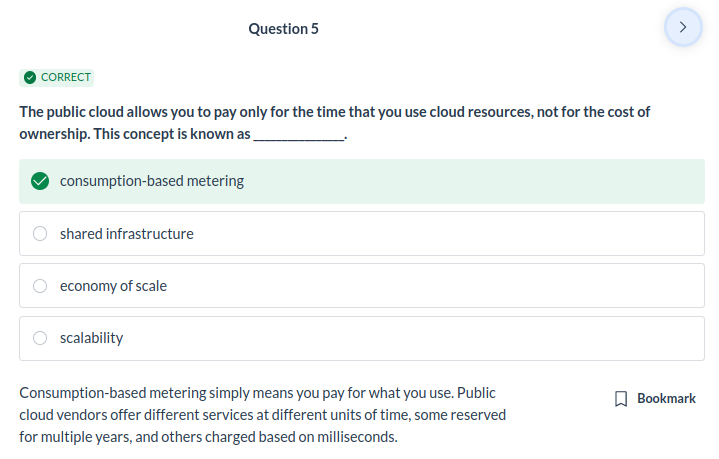 Question 5
CORRECT
The public cloud allows you to pay only for the time that you use cloud resources, not for the cost of
ownership. This concept is known as _______________.
consumption-based metering
shared infrastructure
economy of scale
scalability
Consumption-based metering simply means you pay for what you use. Public
cloud vendors offer different services at different units of time, some reserved
for multiple years, and others charged based on milliseconds.
Bookmark